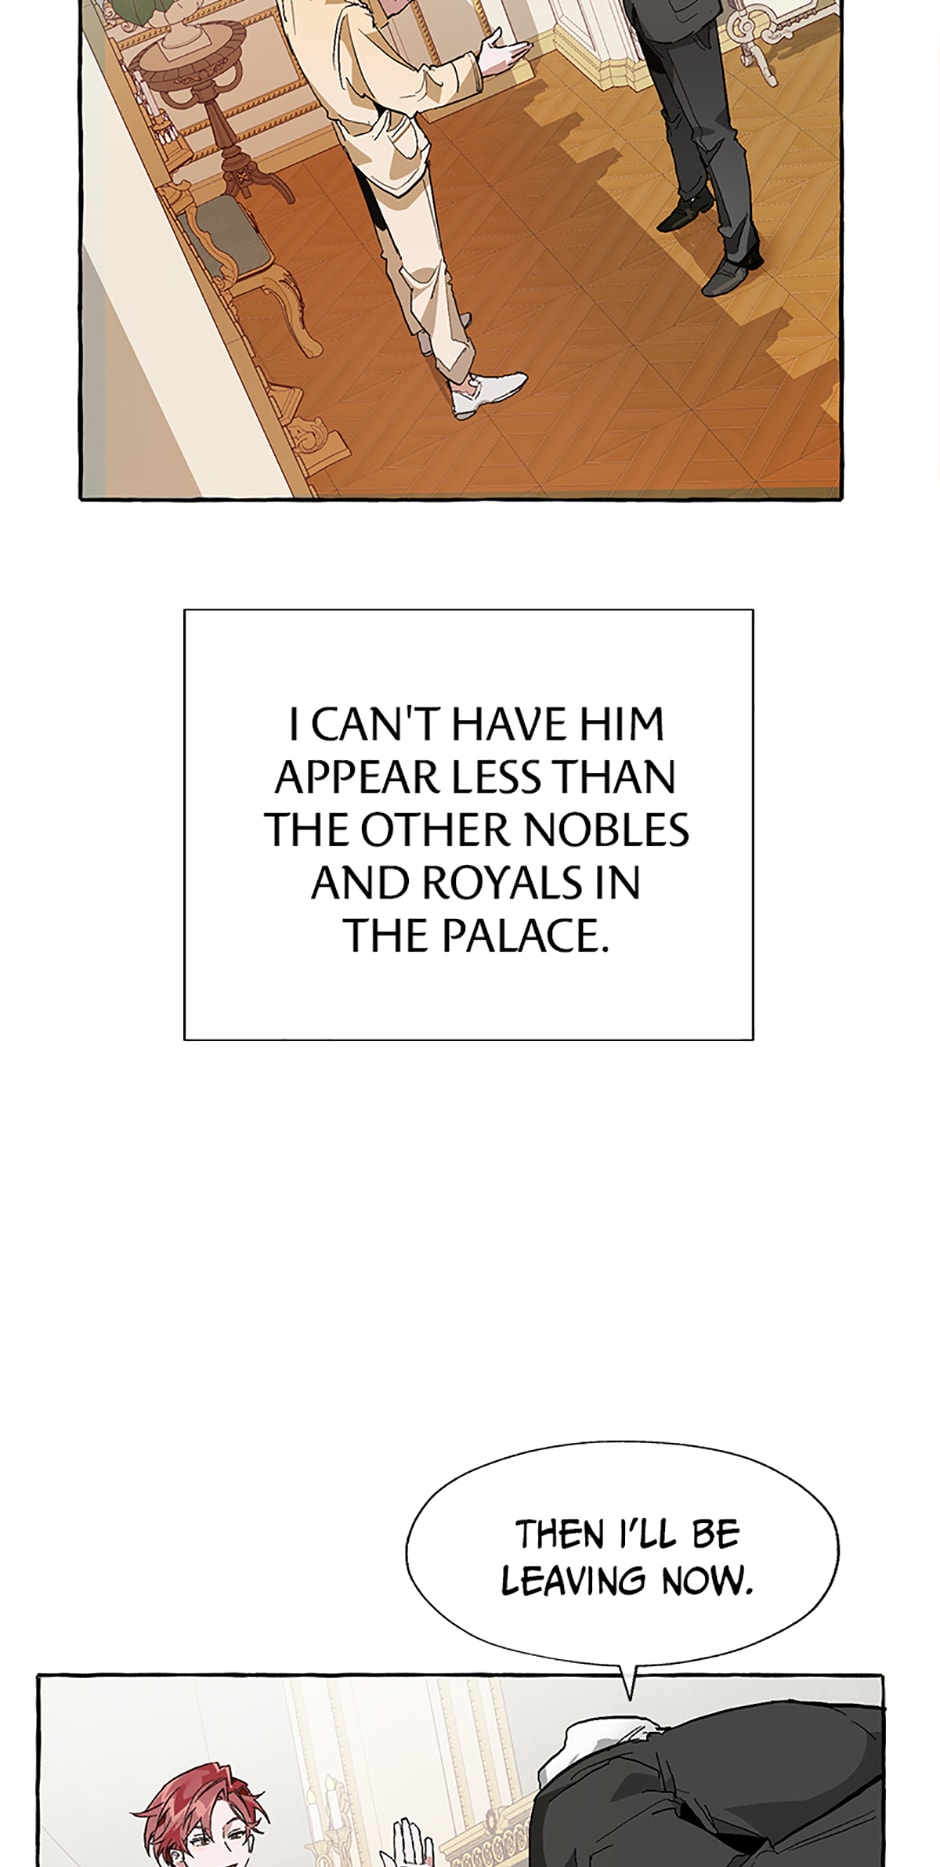 I CAN'T HAVE HIM
APPEAR LESS THAN
THE OTHER NOBLES
AND ROYALS IN
THE PALACE.
THEN I'LL BE
LEAVING NOW.